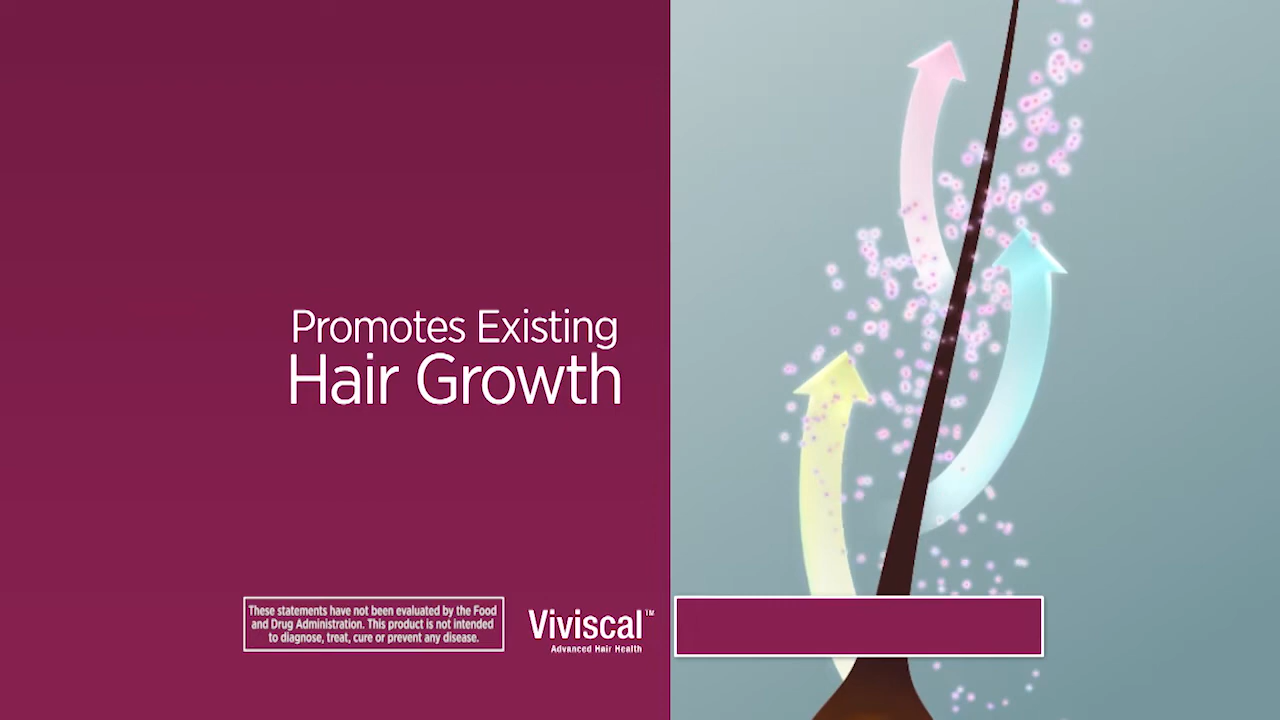 Promotes Existing
Hair Growth
These statements have not been evaluated by the Food
and Drug Administration. This product is not intended
to diagnose, treat, cure or prevent any disease.
Viviscal™
Advanced Hair Health